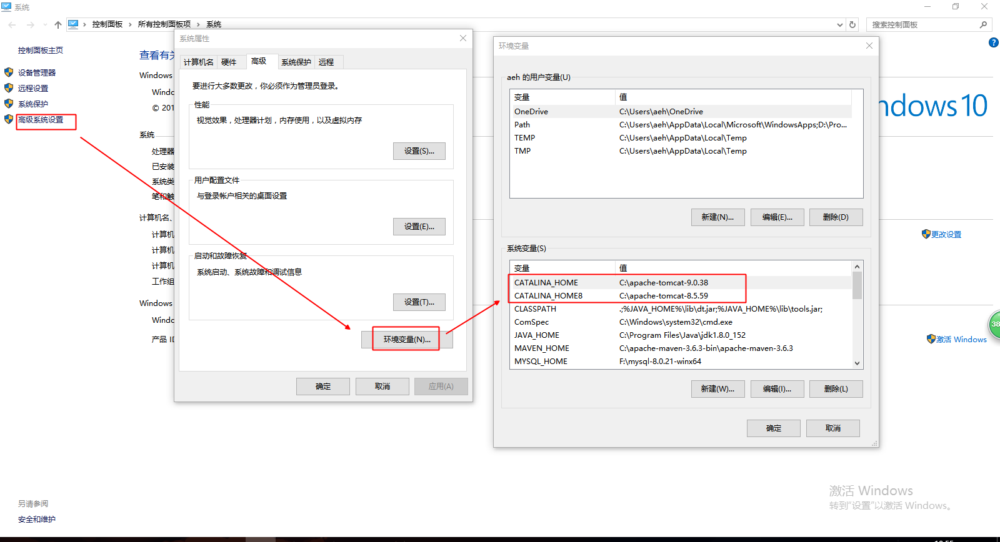 系统
控制面板 › 所有控制面板项 › 系统
搜索控制面板
控制面板主页
设备管理器
远程设置
系统保护
高级系统设置
另请参阅
安全和维护
查看有关
Windows
Windo
© 201
系统
处理器
已安装
系统类
笔和触
计算机名、
计算机
计算机
计算机
工作组
Windows
Windo
产品 ID
系统属性
计算机名 硬件 高级 系统保护 远程
要进行大多数更改，你必须作为管理员登录。
性能
视觉效果，处理器计划，内存使用，以及虚拟内存
设置(S)...
用户配置文件
与登录帐户相关的桌面设置
设置(E)...
启动和故障恢复
系统启动、系统故障和调试信息
设置(T)...
环境变量(N)...
确定 取消 应用(A)
环境变量
aeh 的用户变量(U)
变量 值
OneDrive C:\Users\aeh\OneDrive
Path C:\Users\aeh\AppData\Local\Microsoft\WindowsApps;D:\Pro...
TEMP C:\Users\aeh\AppData\Local\Temp
TMP C:\Users\aeh\AppData\Local\Temp
新建(N)... 编辑(E)... 删除(D)
系统变量(S)
变量 值
CATALINA_HOME C:\apache-tomcat-9.0.38
CATALINA_HOME8 C:\apache-tomcat-8.5.59
CLASSPATH .;%JAVA_HOME%\lib\dt.jar;%JAVA_HOME%\lib\tools.jar;
ComSpec C:\Windows\system32\cmd.exe
JAVA_HOME C:\Program Files\Java\jdk1.8.0_152
MAVEN_HOME C:\apache-maven-3.6.3-bin\apache-maven-3.6.3
MYSQL_HOME F:\mysql-8.0.21-winx64
新建(W)... 编辑(I)... 删除(L)
确定 取消
ndows 10
更改设置
38
激活 Windows
激活 Windows
转到"设置"以激活 Windows。